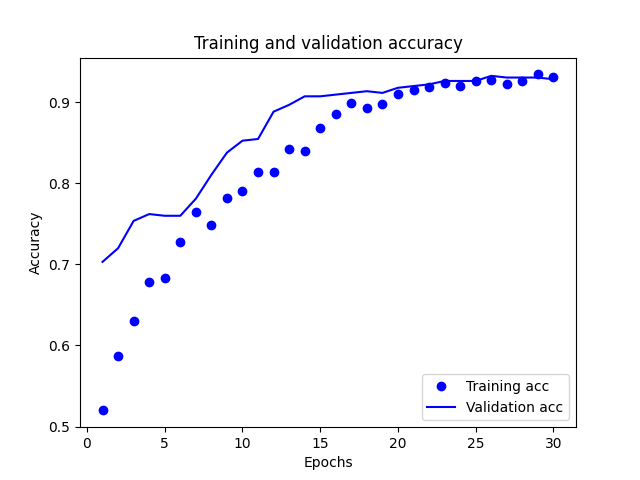 Training and validation accuracy
Accuracy
0.9
0.8
0.7
0.6
0.5
Training acc
Validation acc
0 5 10 15 20 25 30
Epochs